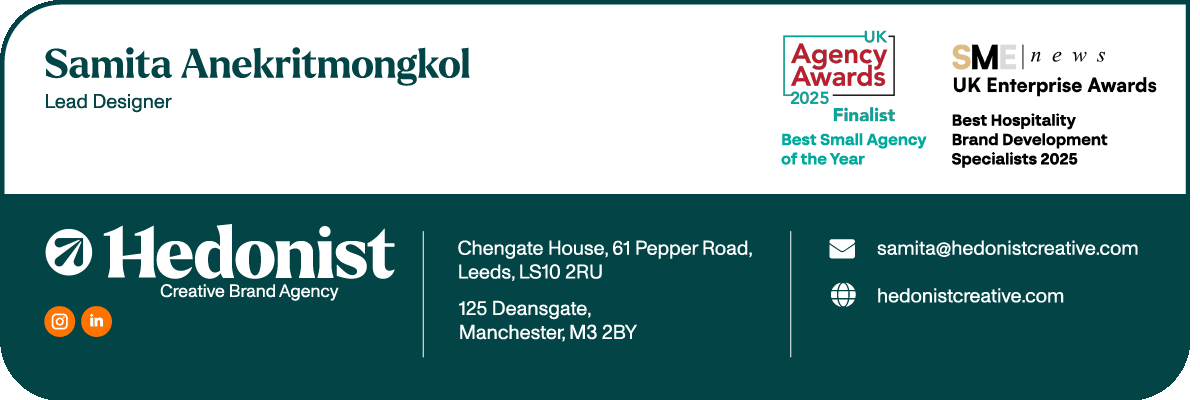 Samita Anekritmongkol
Lead Designer
UK
Agency
Awards
2025
Finalist
Best Small Agency
of the Year
SME news
UK Enterprise Awards
Best Hospitality
Brand Development
Specialists 2025
Hedonist
Creative Brand Agency
in
Chengate House, 61 Pepper Road,
Leeds, LS10 2RU
125 Deansgate,
Manchester, M3 2BY
samita@hedonistcreative.com
hedonistcreative.com